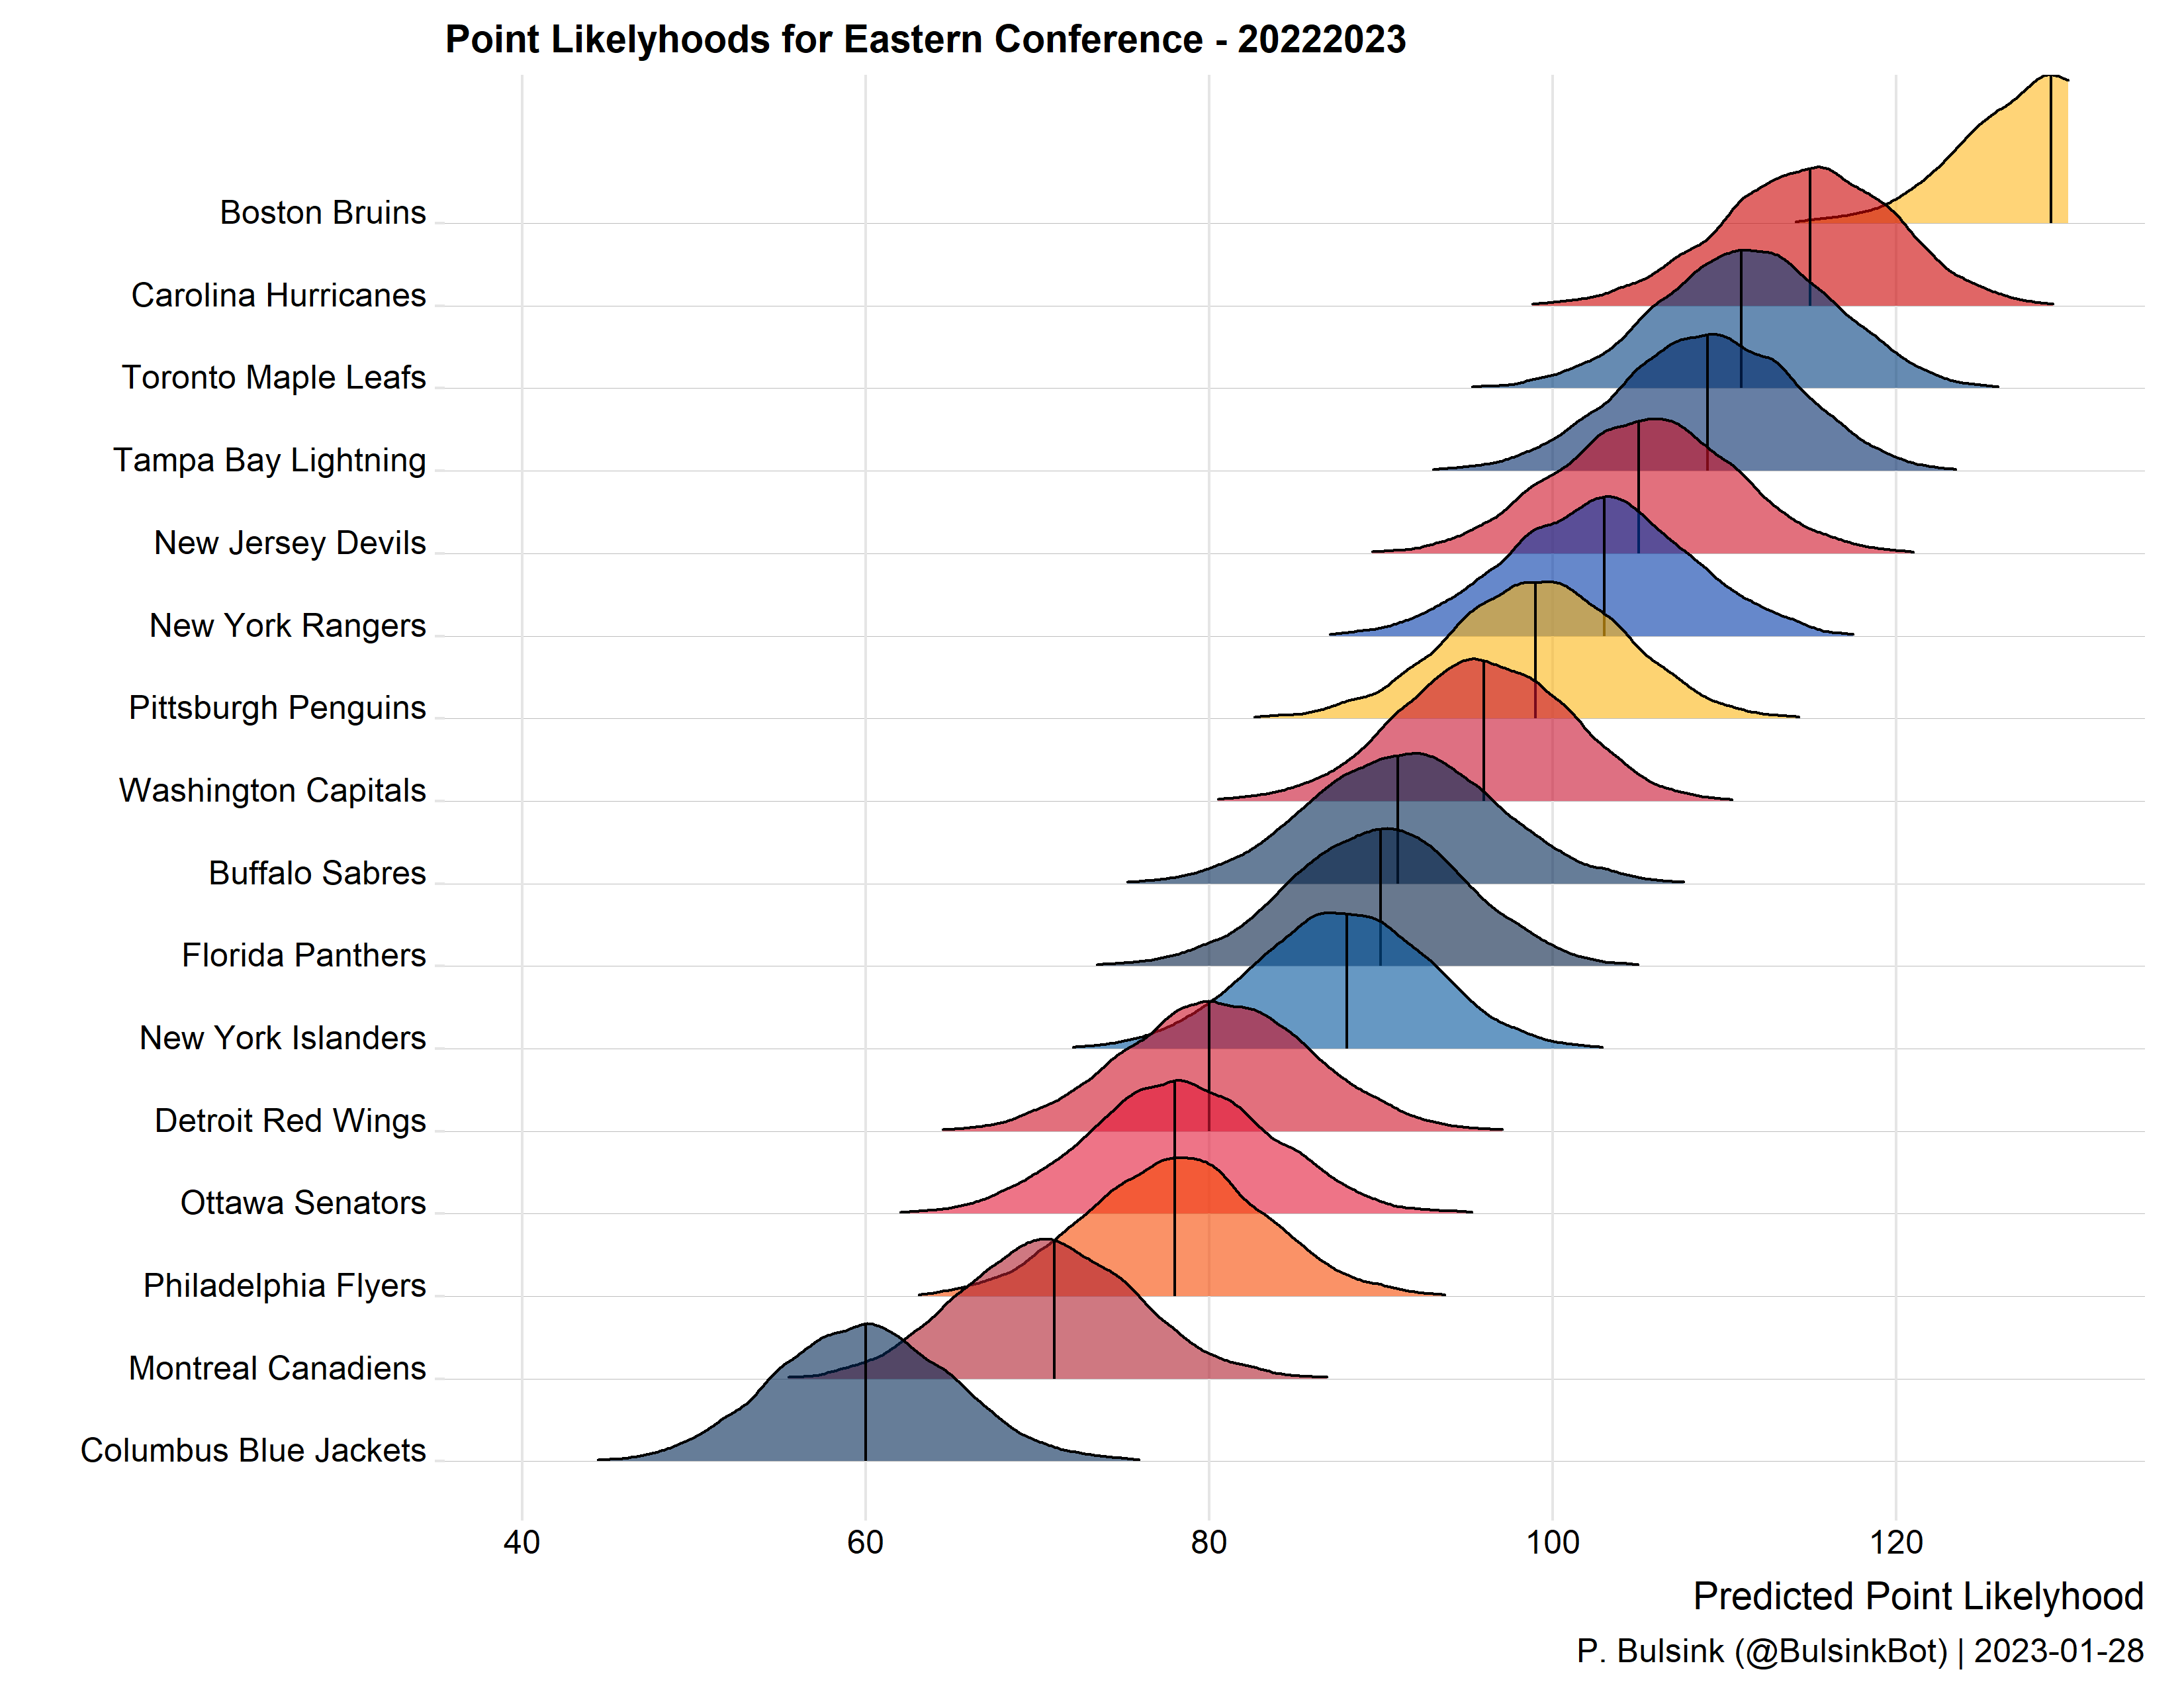 Point Likelyhoods for Eastern Conference - 20222023
Boston Bruins
Carolina Hurricanes
Toronto Maple Leafs
Tampa Bay Lightning
New Jersey Devils
New York Rangers
Pittsburgh Penguins
Washington Capitals
Buffalo Sabres
Florida Panthers
New York Islanders
Detroit Red Wings
Ottawa Senators
Philadelphia Flyers
Montreal Canadiens
Columbus Blue Jackets
40 60 80 100 120
Predicted Point Likelyhood
P. Bulsink (@BulsinkBot) | 2023-01-28